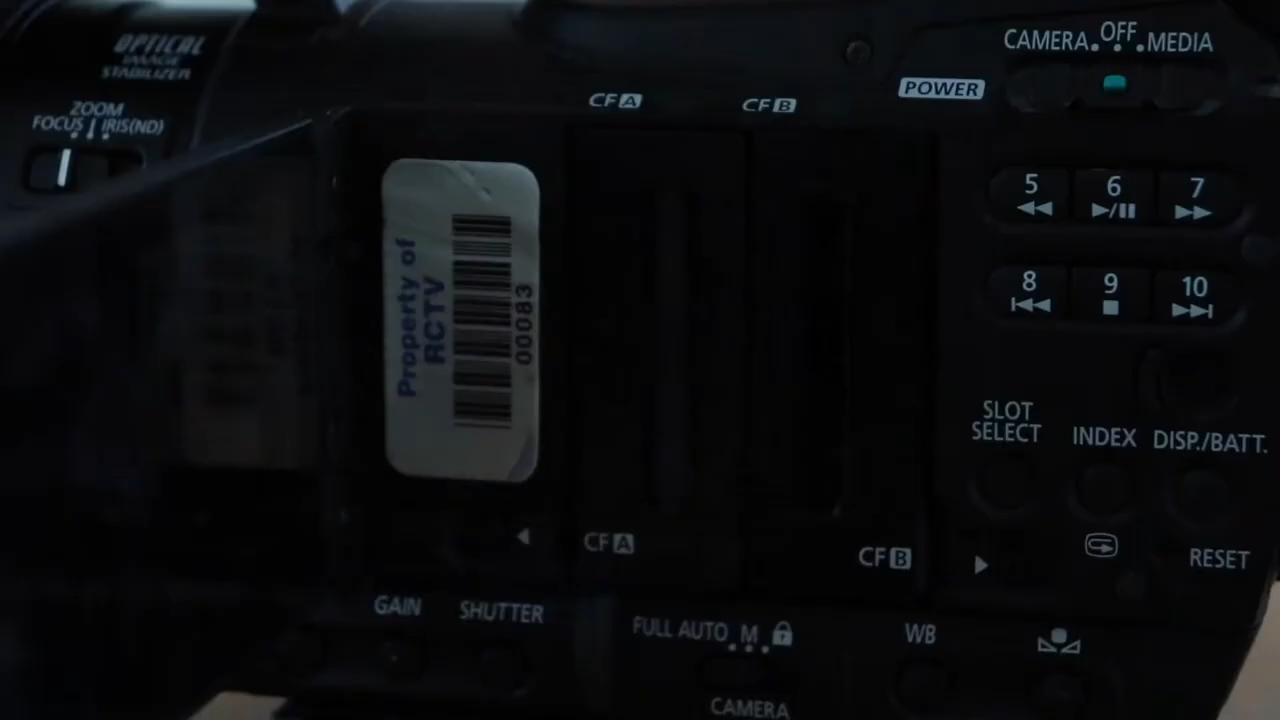 OPTICAL
IMAGE
STABILIZER
ZOOM
FOCUS IRIS(ND)
CF A
CF B
POWER
CAMERA OFF MEDIA
5 6 7
8 9 10
Property of
RCTV
00083
SLOT
SELECT
INDEX
DISP./BATT.
CF A
CF B
RESET
GAIN
SHUTTER
FULL AUTO M
CAMERA
WB